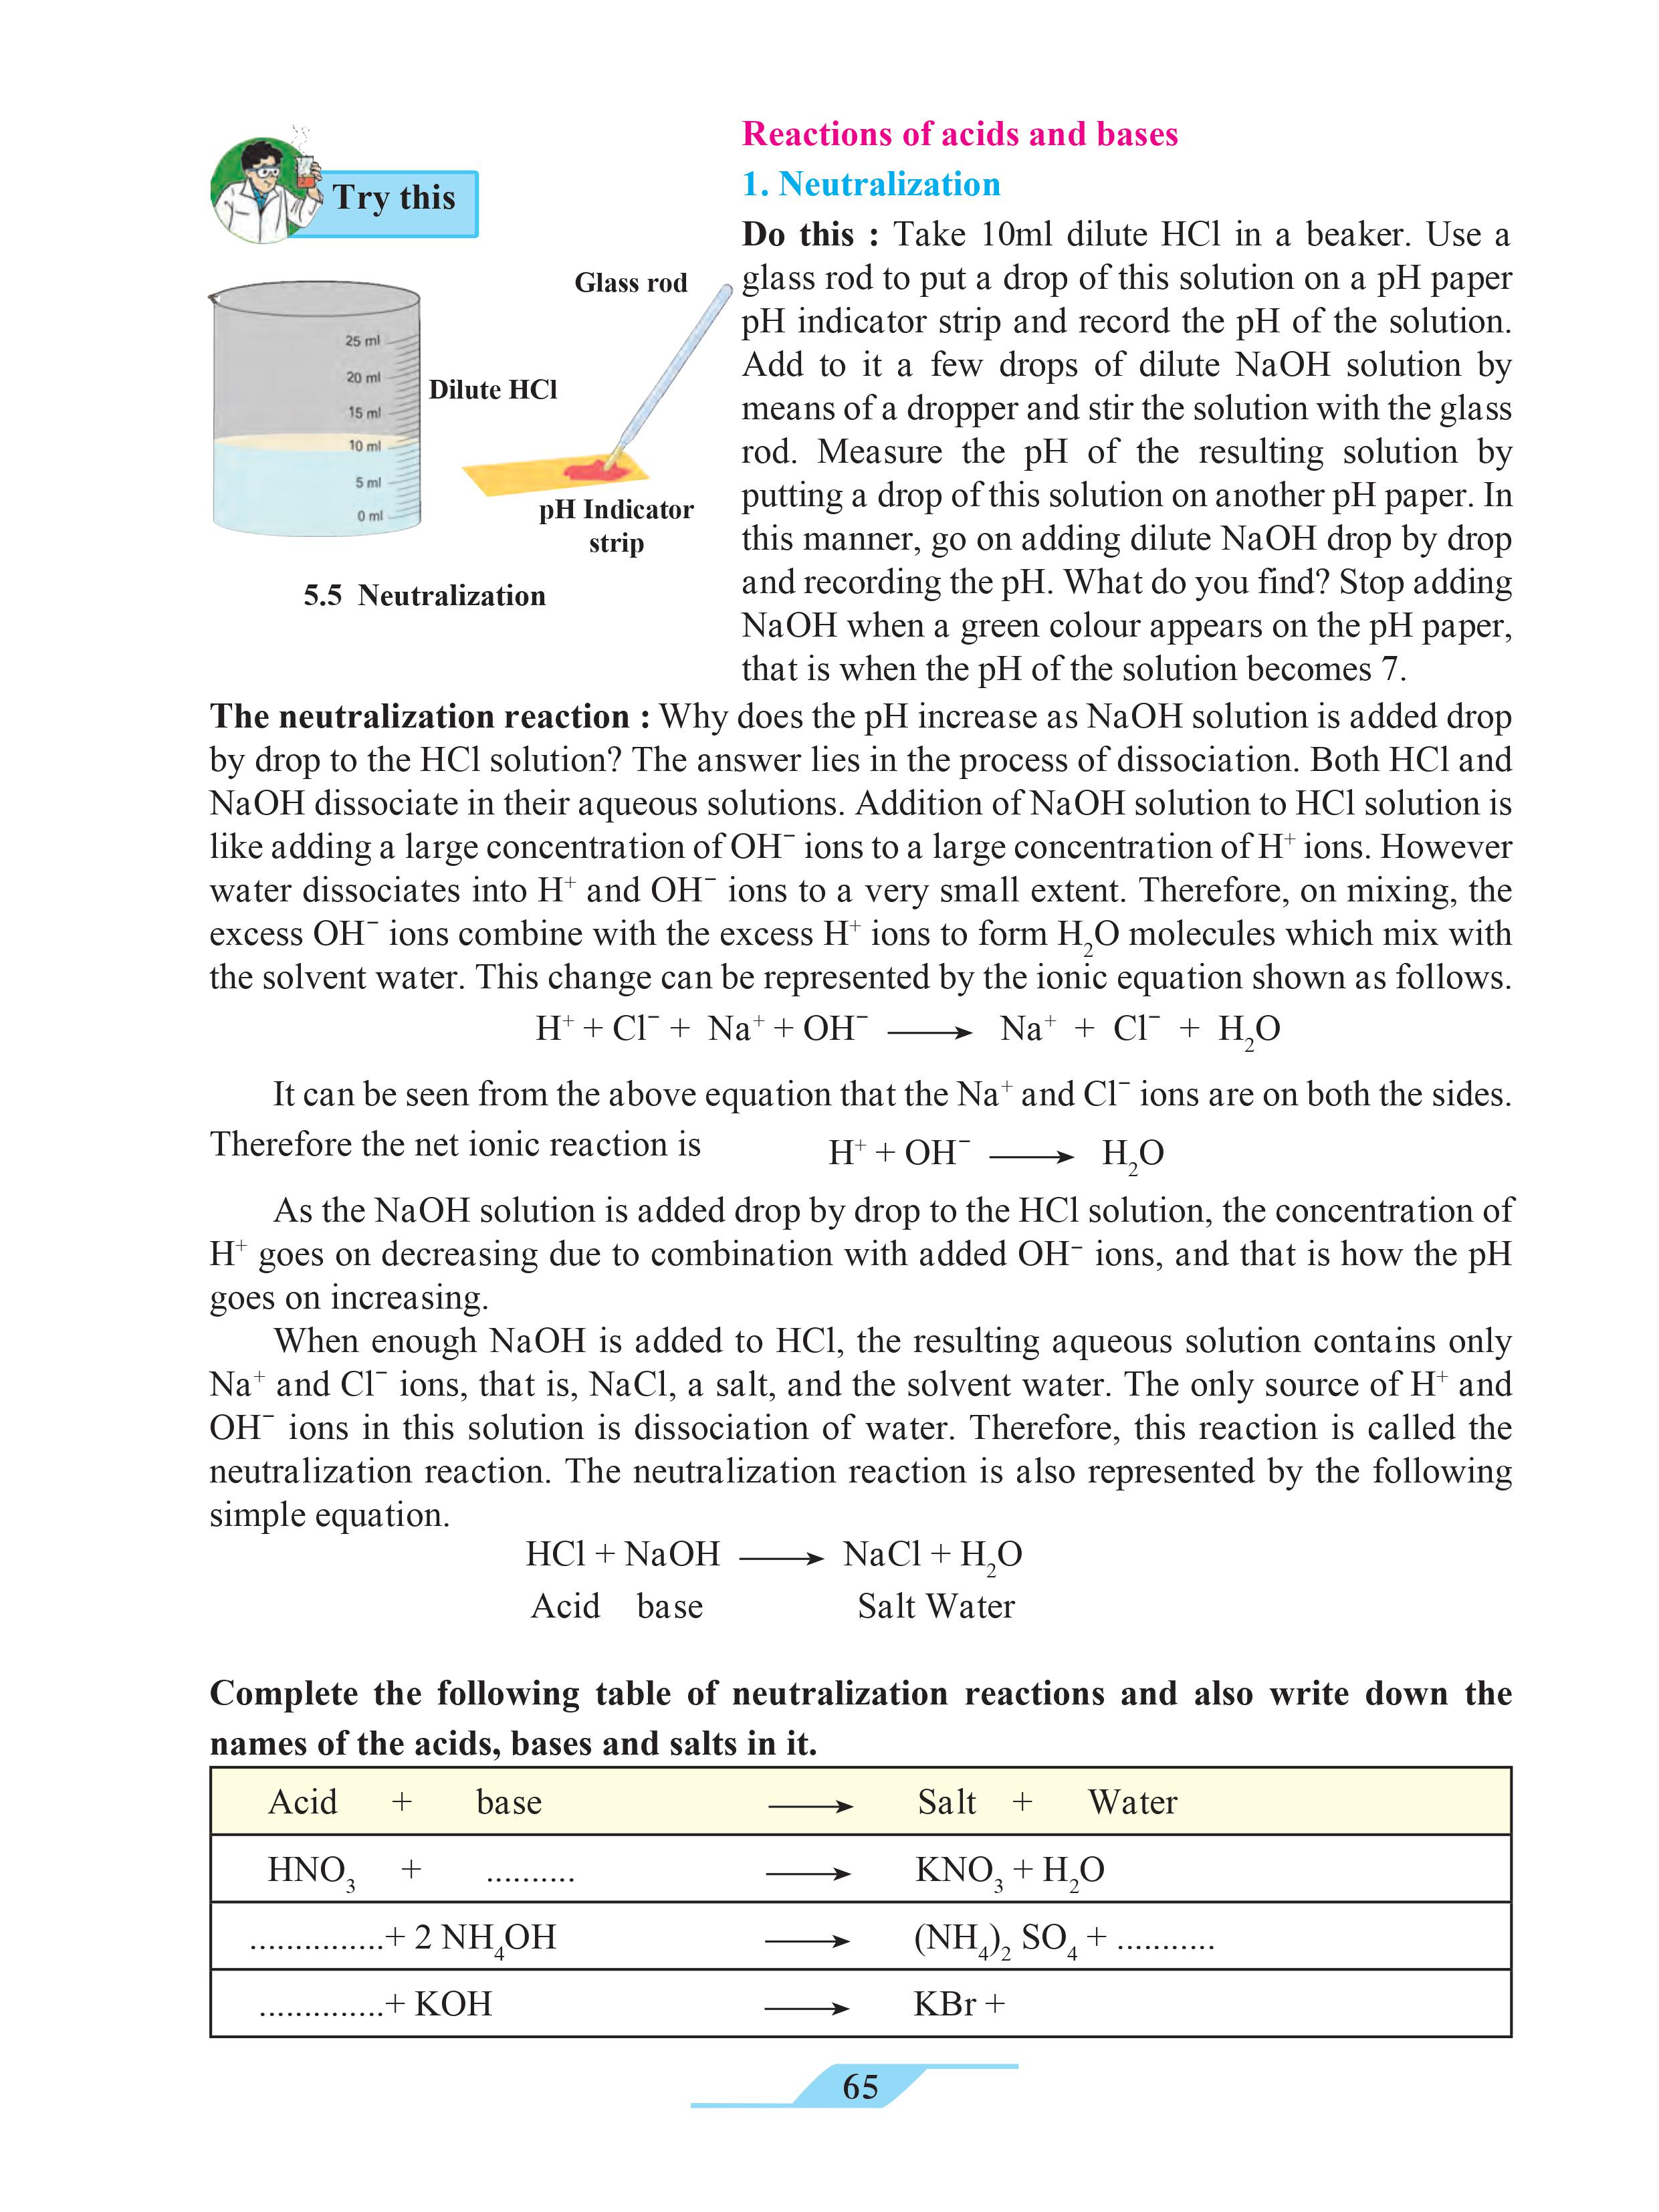 Try this
Glass rod
25 ml
20 ml
Dilute HCl
15 ml
10 ml
5 ml
0 ml
pH Indicator
strip
5.5 Neutralization
Reactions of acids and bases
1. Neutralization
Do this : Take 10ml dilute HCl in a beaker. Use a
glass rod to put a drop of this solution on a pH paper
pH indicator strip and record the pH of the solution.
Add to it a few drops of dilute NaOH solution by
means of a dropper and stir the solution with the glass
rod. Measure the pH of the resulting solution by
putting a drop of this solution on another pH paper. In
this manner, go on adding dilute NaOH drop by drop
and recording the pH. What do you find? Stop adding
NaOH when a green colour appears on the pH paper,
that is when the pH of the solution becomes 7.
The neutralization reaction : Why does the pH increase as NaOH solution is added drop
by drop to the HCl solution? The answer lies in the process of dissociation. Both HCl and
NaOH dissociate in their aqueous solutions. Addition of NaOH solution to HCl solution is
like adding a large concentration of OH⁻ ions to a large concentration of H⁺ ions. However
water dissociates into H⁺ and OH⁻ ions to a very small extent. Therefore, on mixing, the
excess OH⁻ ions combine with the excess H⁺ ions to form H₂O molecules which mix with
the solvent water. This change can be represented by the ionic equation shown as follows.
H⁺ + Cl⁻ + Na⁺ + OH⁻ ⟶ Na⁺ + Cl⁻ + H₂O
It can be seen from the above equation that the Na⁺ and Cl⁻ ions are on both the sides.
Therefore the net ionic reaction is H⁺ + OH⁻ ⟶ H₂O
As the NaOH solution is added drop by drop to the HCl solution, the concentration of
H⁺ goes on decreasing due to combination with added OH⁻ ions, and that is how the pH
goes on increasing.
When enough NaOH is added to HCl, the resulting aqueous solution contains only
Na⁺ and Cl⁻ ions, that is, NaCl, a salt, and the solvent water. The only source of H⁺ and
OH⁻ ions in this solution is dissociation of water. Therefore, this reaction is called the
neutralization reaction. The neutralization reaction is also represented by the following
simple equation.
HCl + NaOH ⟶ NaCl + H₂O
Acid base Salt Water
Complete the following table of neutralization reactions and also write down the
names of the acids, bases and salts in it.
Acid + base ⟶ Salt + Water
HNO₃ + .......... ⟶ KNO₃ + H₂O
...............+ 2 NH₄OH ⟶ (NH₄)₂ SO₄ + ...........
..............+ KOH ⟶ KBr +
65